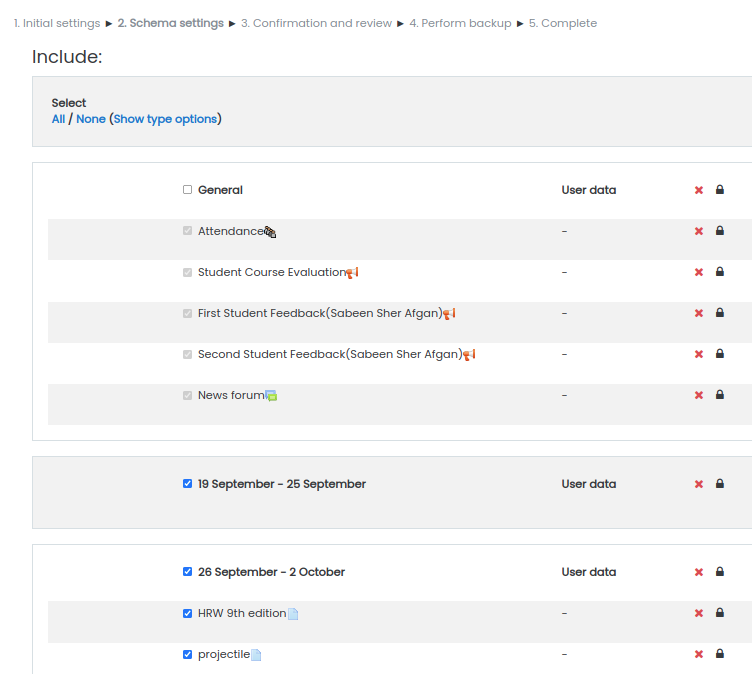 1. Initial settings ► 2. Schema settings ► 3. Confirmation and review ► 4. Perform backup ► 5. Complete
Include:
Select
All / None (Show type options)
General User data
Attendance -
Student Course Evaluation -
First Student Feedback(Sabeen Sher Afgan) -
Second Student Feedback(Sabeen Sher Afgan) -
News forum -
19 September - 25 September User data
26 September - 2 October User data
HRW 9th edition -
projectile -